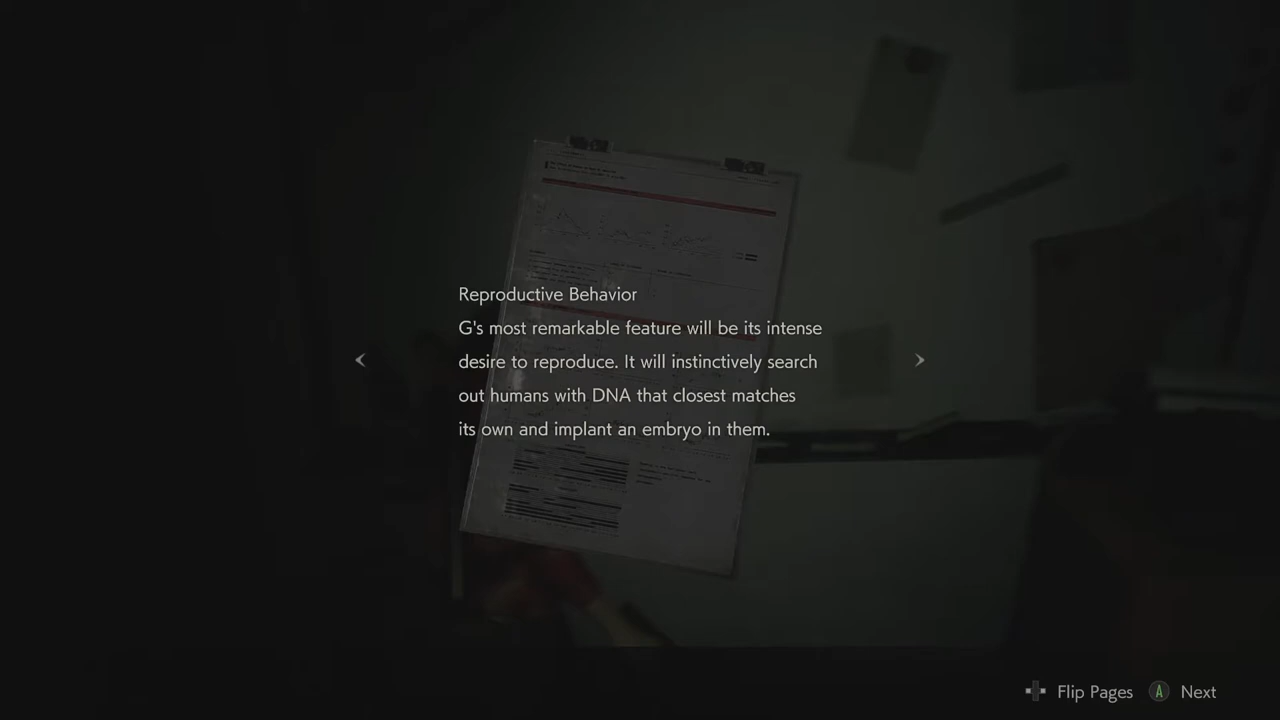 Reproductive Behavior
G's most remarkable feature will be its intense
desire to reproduce. It will instinctively search
out humans with DNA that closest matches
its own and implant an embryo in them.
Flip Pages A Next